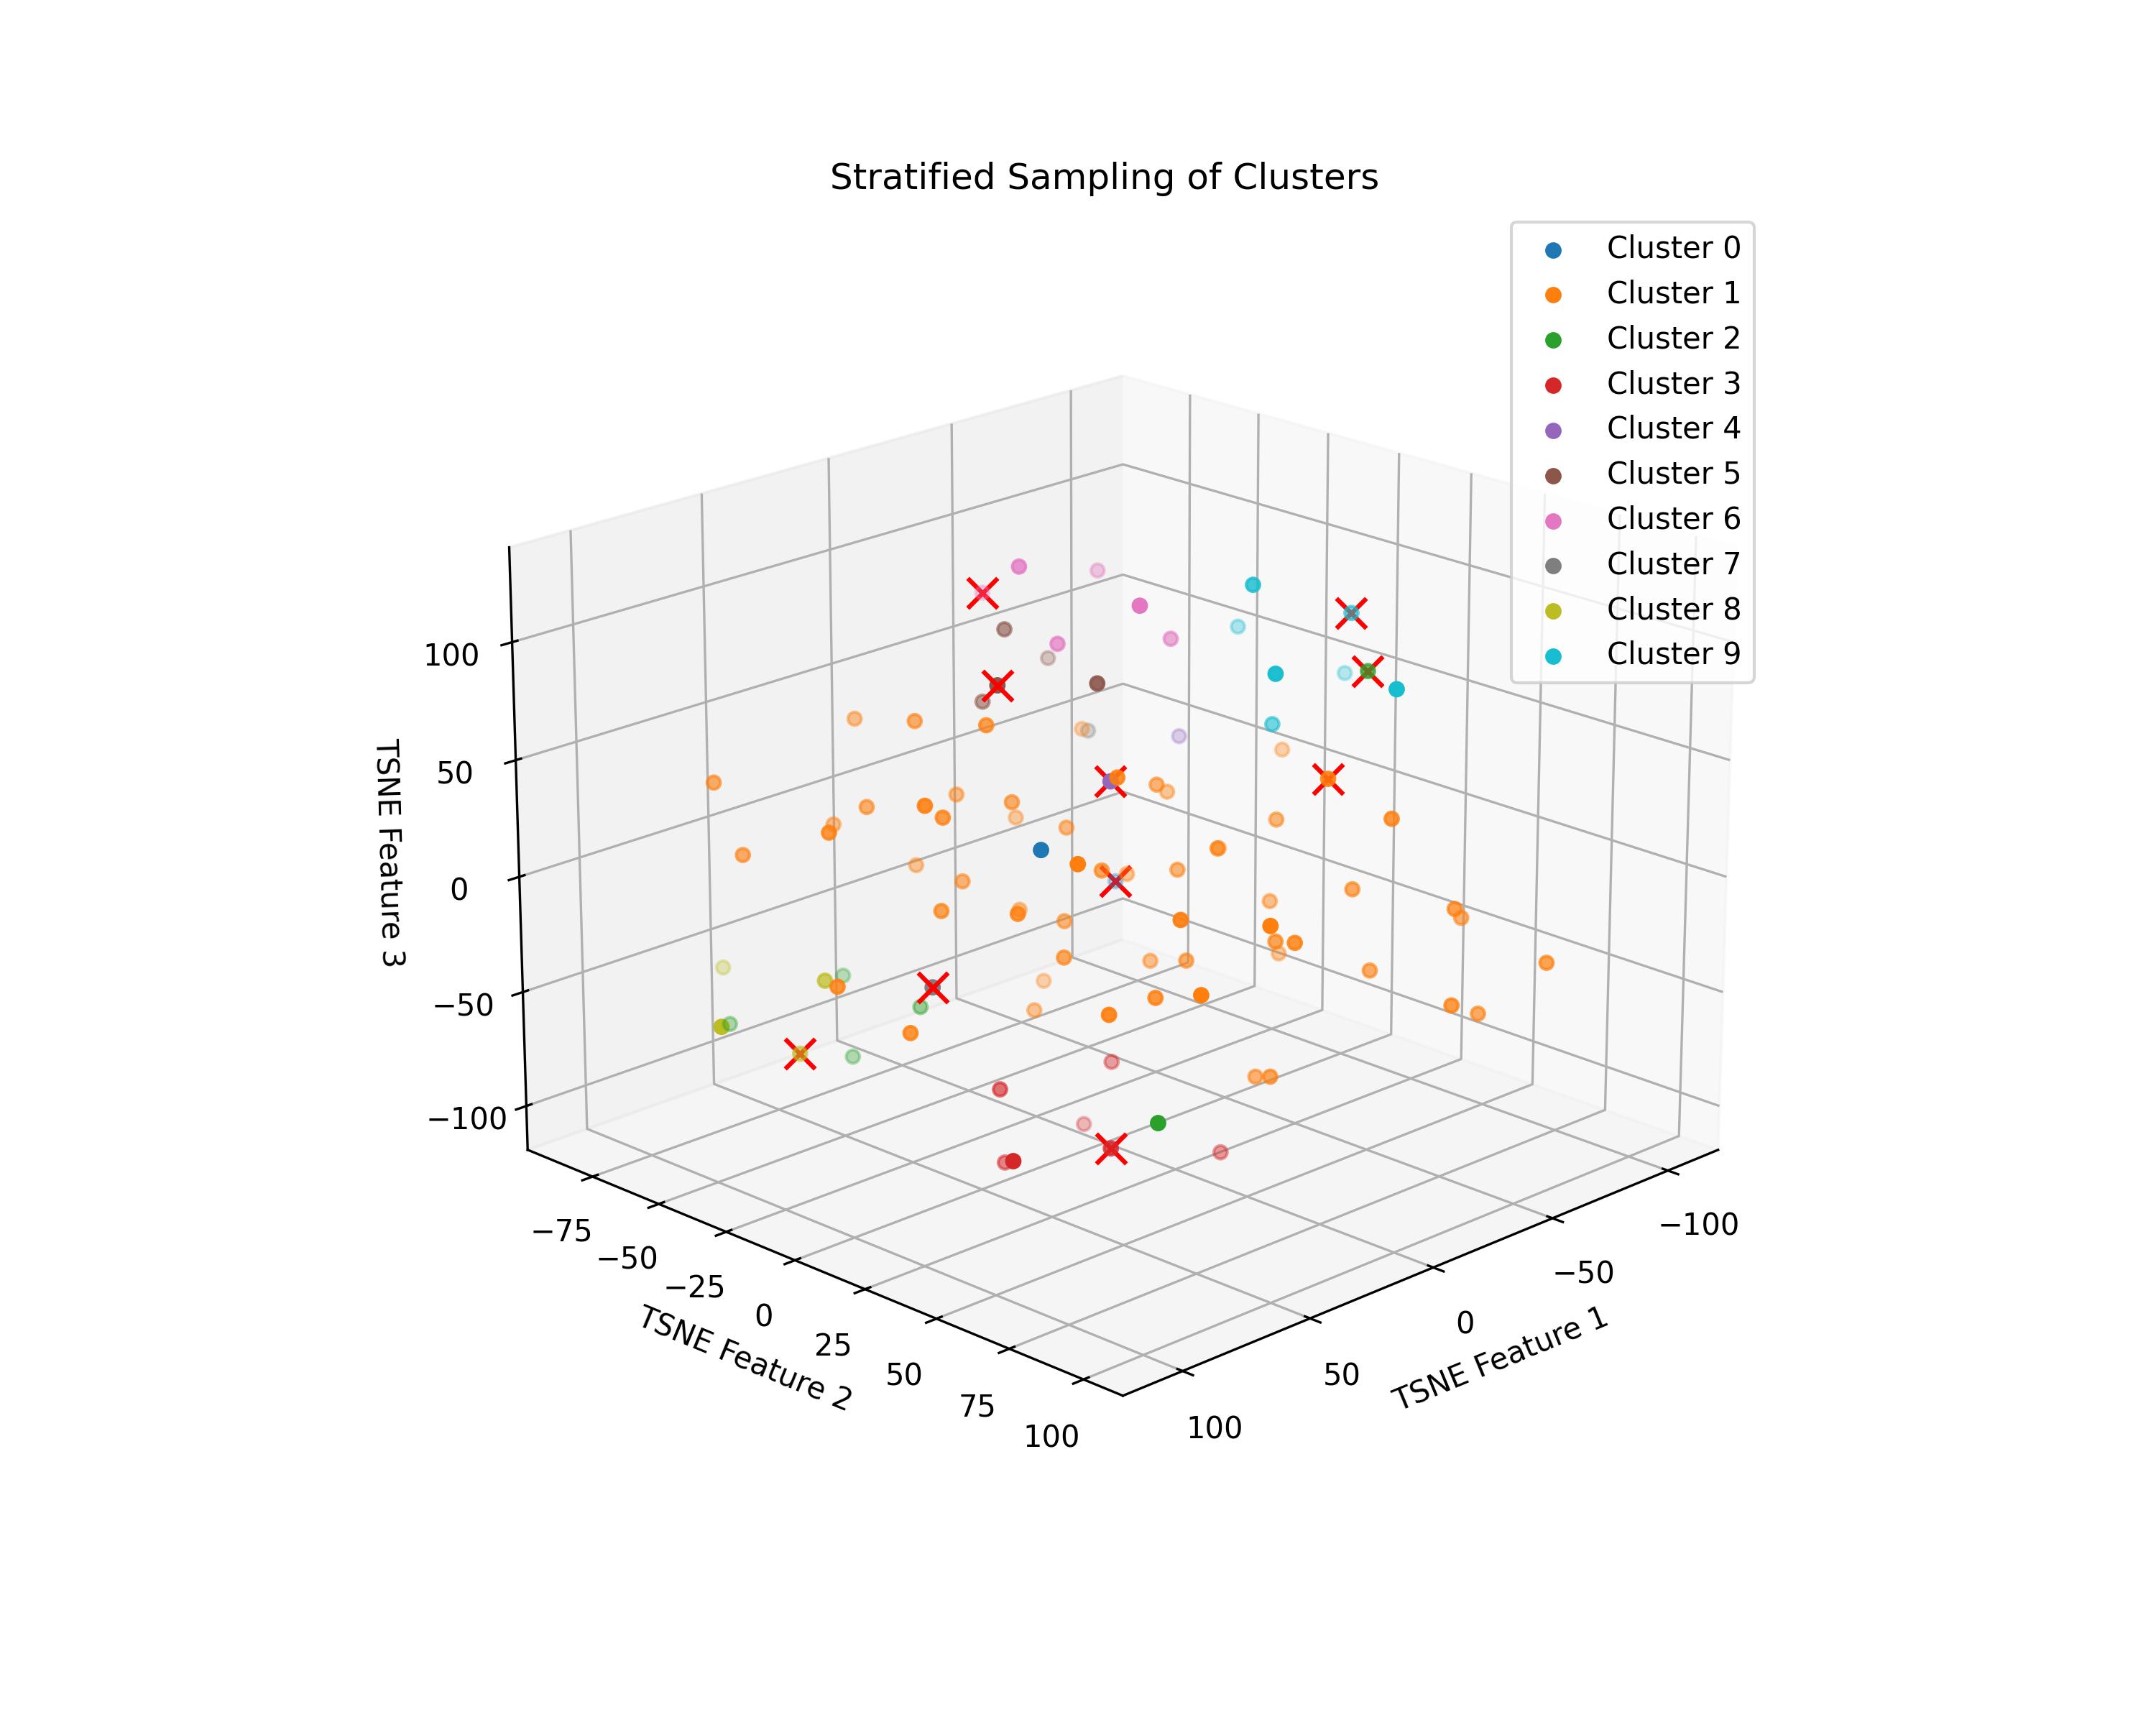 Stratified Sampling of Clusters
Cluster 0
Cluster 1
Cluster 2
Cluster 3
Cluster 4
Cluster 5
Cluster 6
Cluster 7
Cluster 8
Cluster 9
100
50
0
−50
−100
TSNE Feature 3
−75
−50
−25
0
25
50
75
100
TSNE Feature 2
−100
−50
0
50
100
TSNE Feature 1